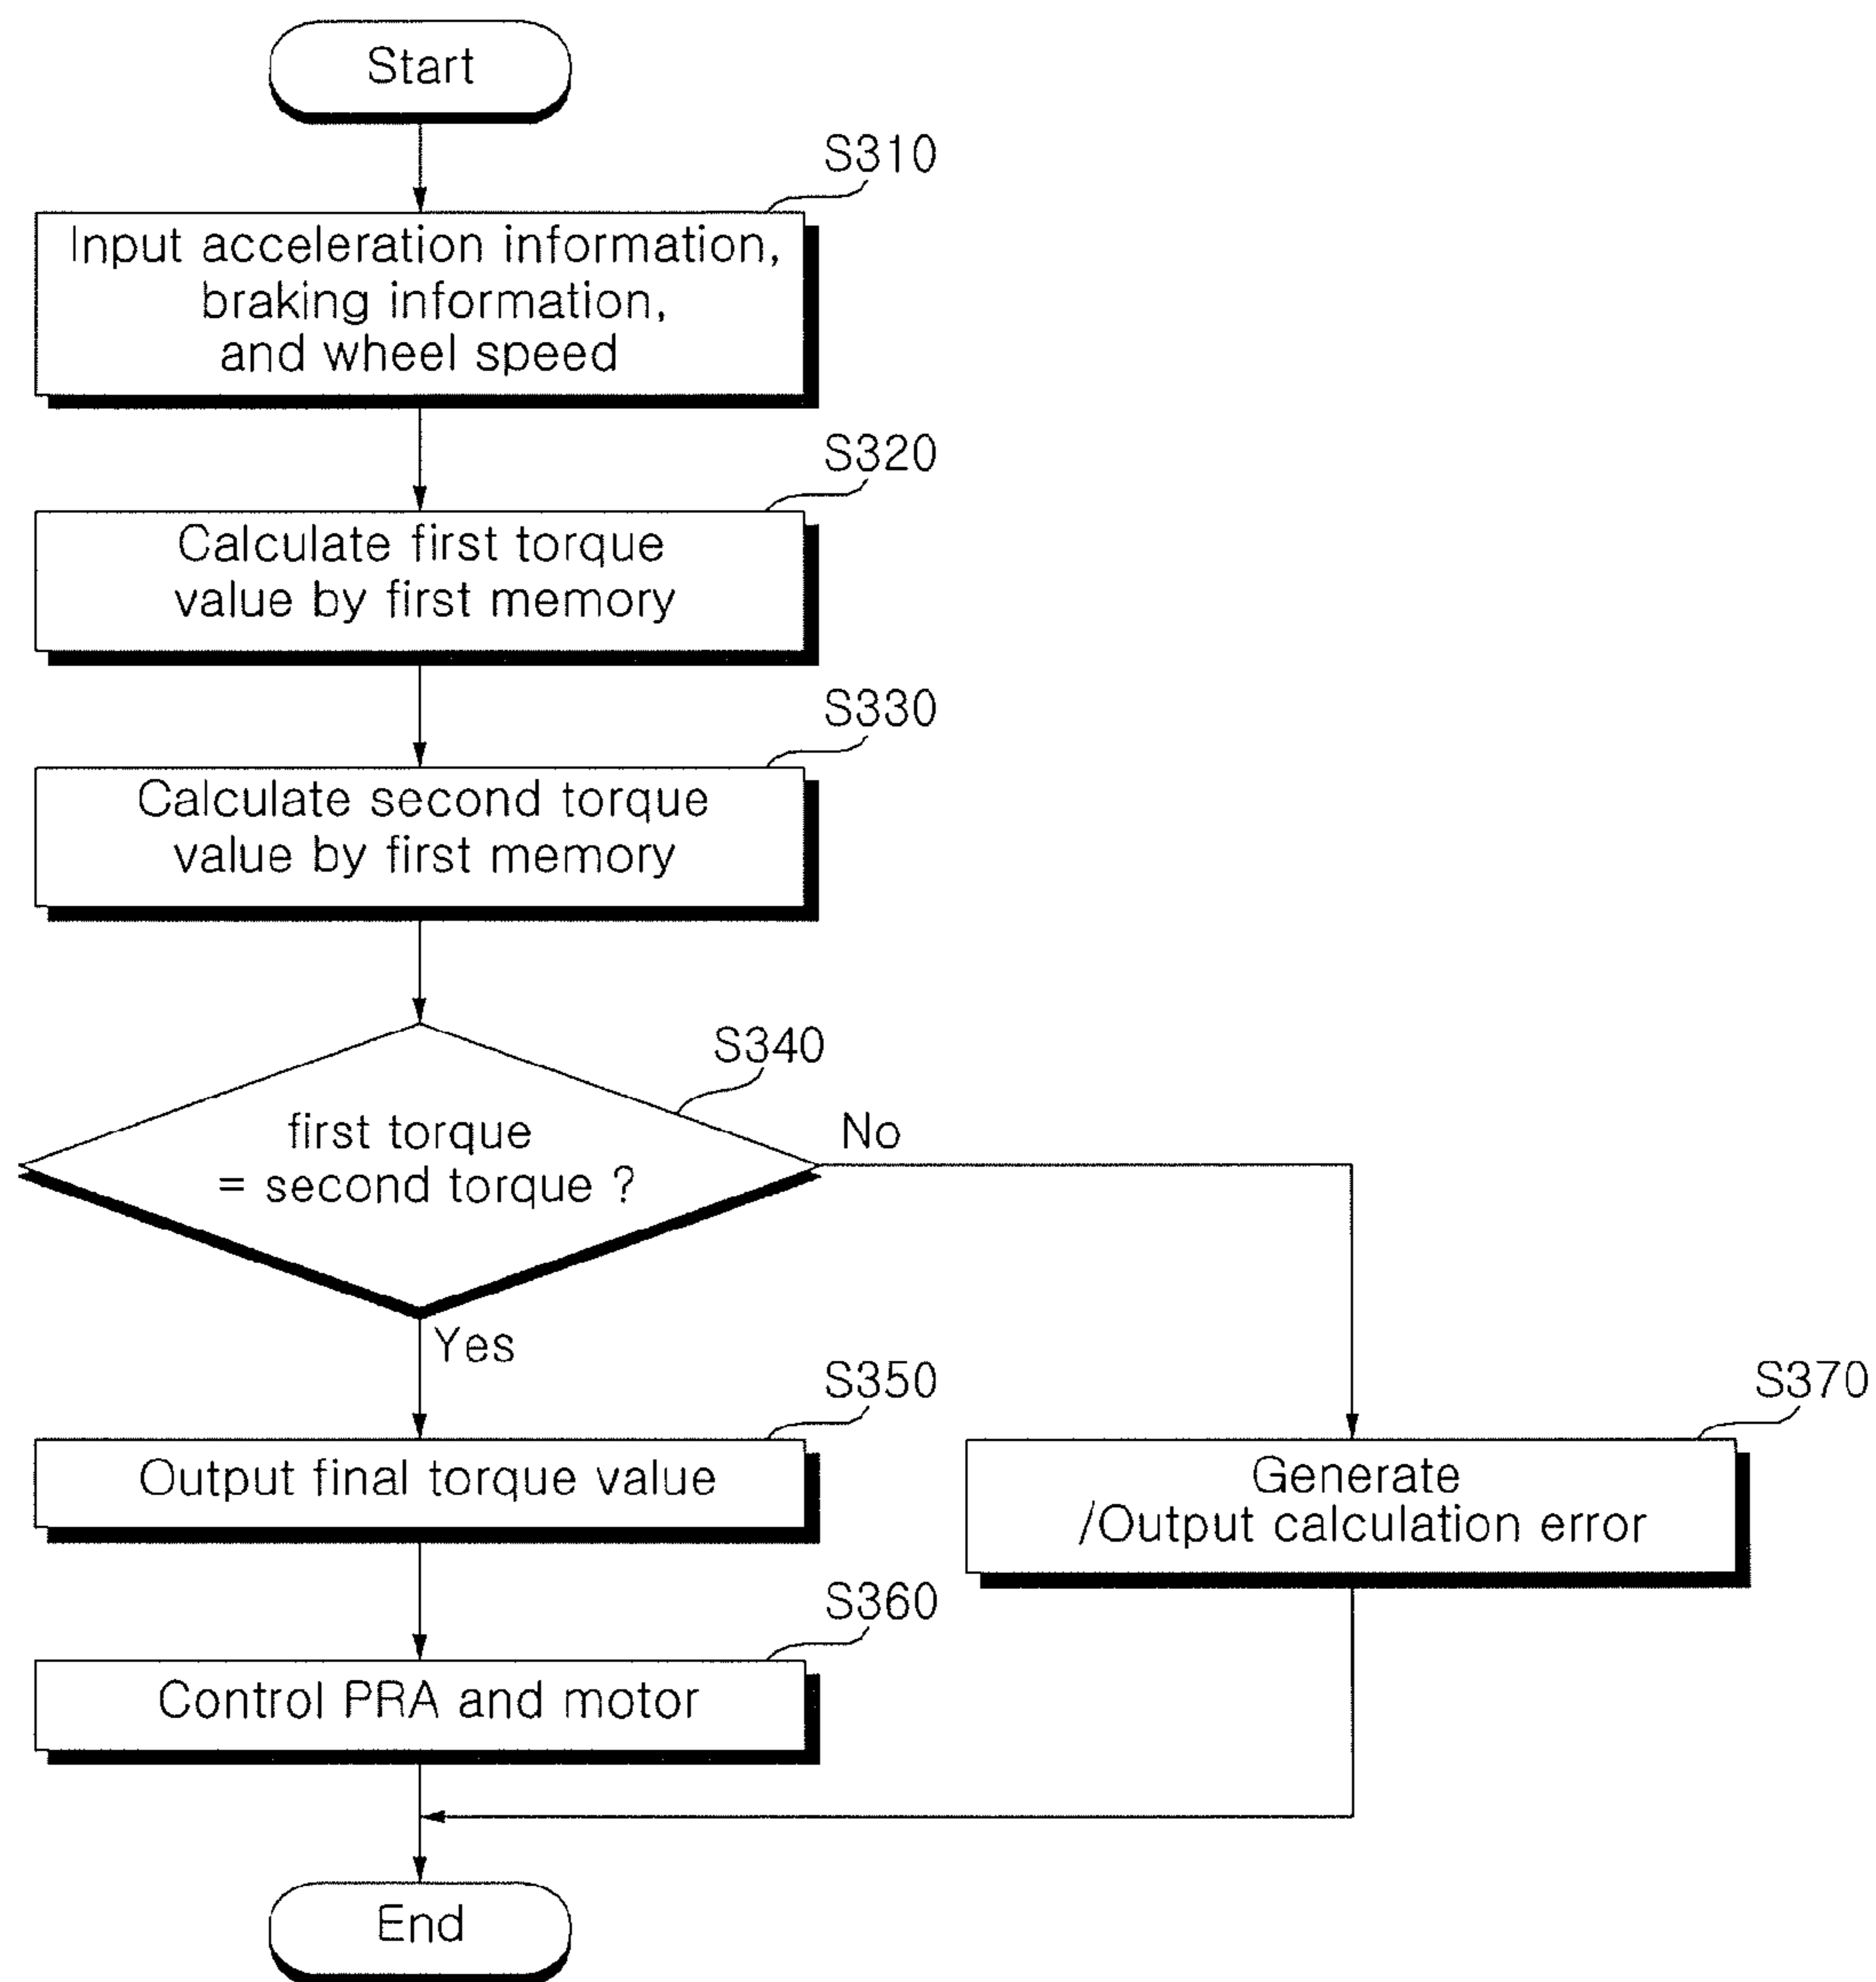 Start
S310
Input acceleration information,
braking information,
and wheel speed
S320
Calculate first torque
value by first memory
S330
Calculate second torque
value by first memory
S340
first torque
= second torque ?
No
Yes
S350
Output final torque value
S370
Generate
/Output calculation error
S360
Control PRA and motor
End